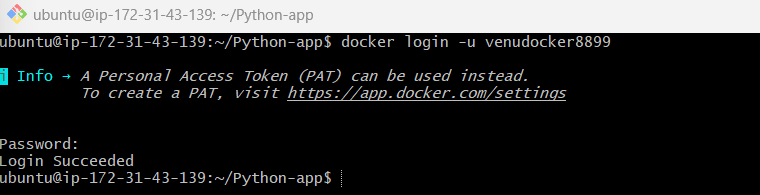 ubuntu@ip-172-31-43-139: ~/Python-app
ubuntu@ip-172-31-43-139:~/Python-app$ docker login -u venudocker8899
i Info → A Personal Access Token (PAT) can be used instead.
To create a PAT, visit https://app.docker.com/settings
Password:
Login Succeeded
ubuntu@ip-172-31-43-139:~/Python-app$